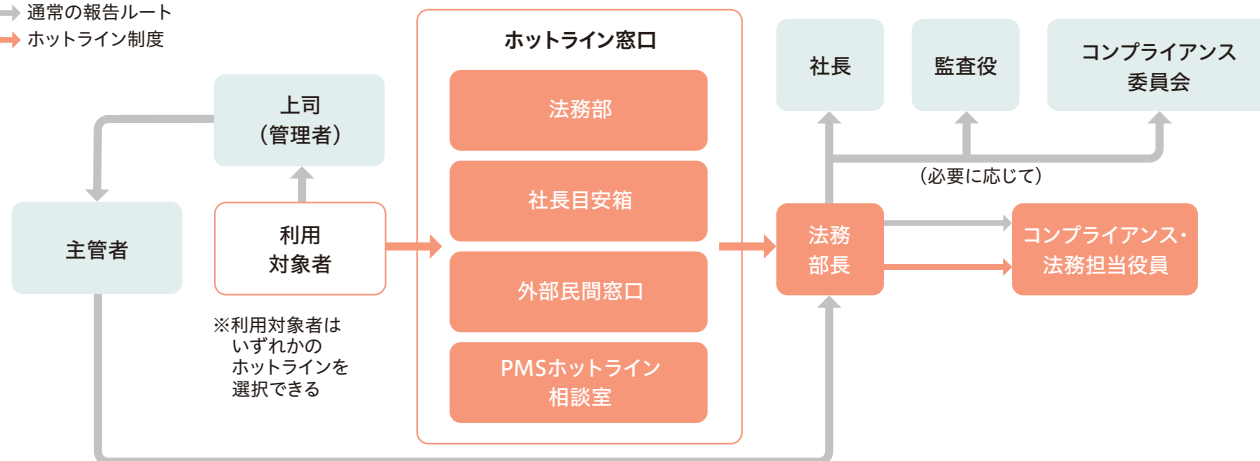 通常の報告ルート
ホットライン制度
上司
（管理者）
主管者
利用
対象者
※利用対象者は
いずれかの
ホットラインを
選択できる
ホットライン窓口
法務部
社長目安箱
外部民間窓口
PMSホットライン
相談室
社長
監査役
コンプライアンス
委員会
（必要に応じて）
法務
部長
コンプライアンス・
法務担当役員